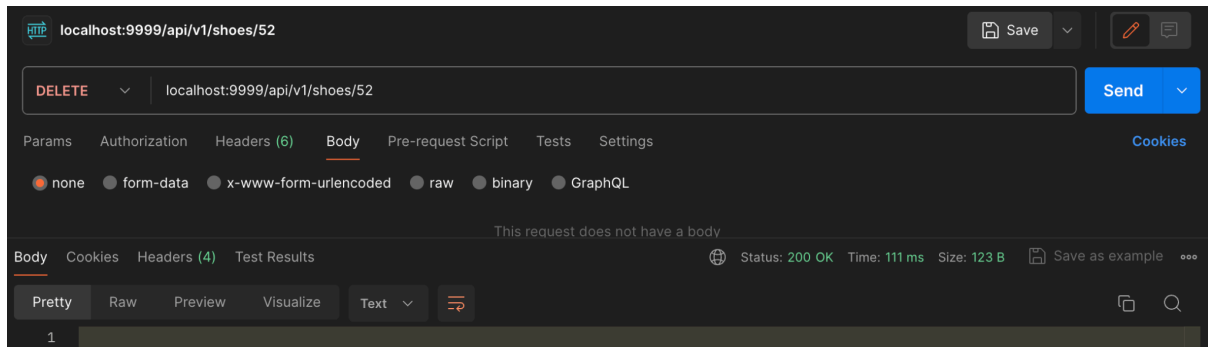 HTTP localhost:9999/api/v1/shoes/52 Save
DELETE localhost:9999/api/v1/shoes/52 Send
Params Authorization Headers (6) Body Pre-request Script Tests Settings Cookies
none form-data x-www-form-urlencoded raw binary GraphQL
This request does not have a body
Body Cookies Headers (4) Test Results Status: 200 OK Time: 111 ms Size: 123 B Save as example
Pretty Raw Preview Visualize Text
1